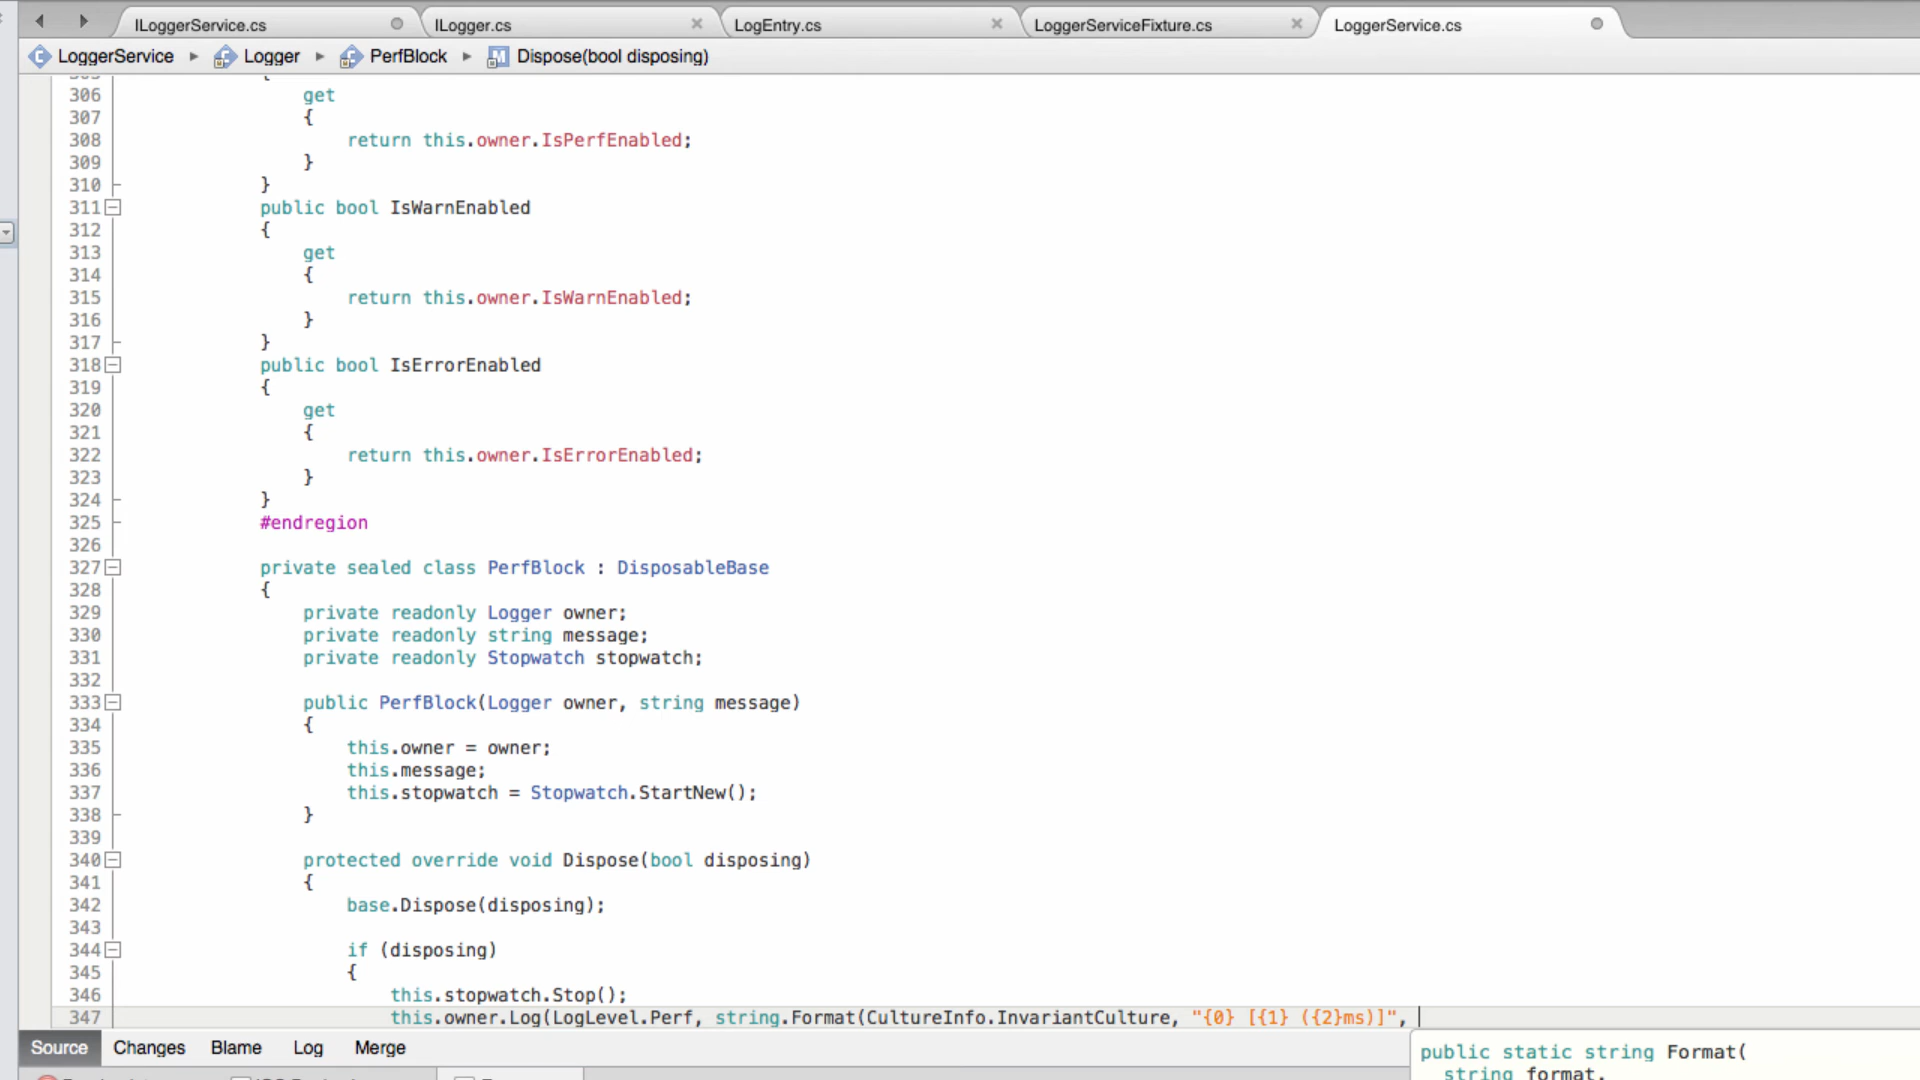 ILoggerService.cs ILogger.cs LogEntry.cs LoggerServiceFixture.cs LoggerService.cs
LoggerService Logger PerfBlock Dispose(bool disposing)
306 get
307 {
308 return this.owner.IsPerfEnabled;
309 }
310 }
311 public bool IsWarnEnabled
312 {
313 get
314 {
315 return this.owner.IsWarnEnabled;
316 }
317 }
318 public bool IsErrorEnabled
319 {
320 get
321 {
322 return this.owner.IsErrorEnabled;
323 }
324 }
325 #endregion
326
327 private sealed class PerfBlock : DisposableBase
328 {
329 private readonly Logger owner;
330 private readonly string message;
331 private readonly Stopwatch stopwatch;
332
333 public PerfBlock(Logger owner, string message)
334 {
335 this.owner = owner;
336 this.message;
337 this.stopwatch = Stopwatch.StartNew();
338 }
339
340 protected override void Dispose(bool disposing)
341 {
342 base.Dispose(disposing);
343
344 if (disposing)
345 {
346 this.stopwatch.Stop();
347 this.owner.Log(LogLevel.Perf, string.Format(CultureInfo.InvariantCulture, "{0} [{1} ({2}ms)]",
Source Changes Blame Log Merge
public static string Format(
string format,